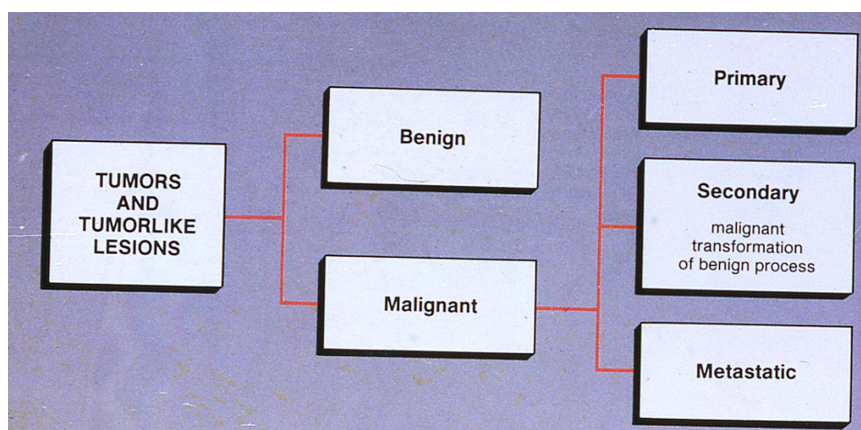 TUMORS
AND
TUMORLIKE
LESIONS
Benign
Malignant
Primary
Secondary
malignant
transformation
of benign process
Metastatic